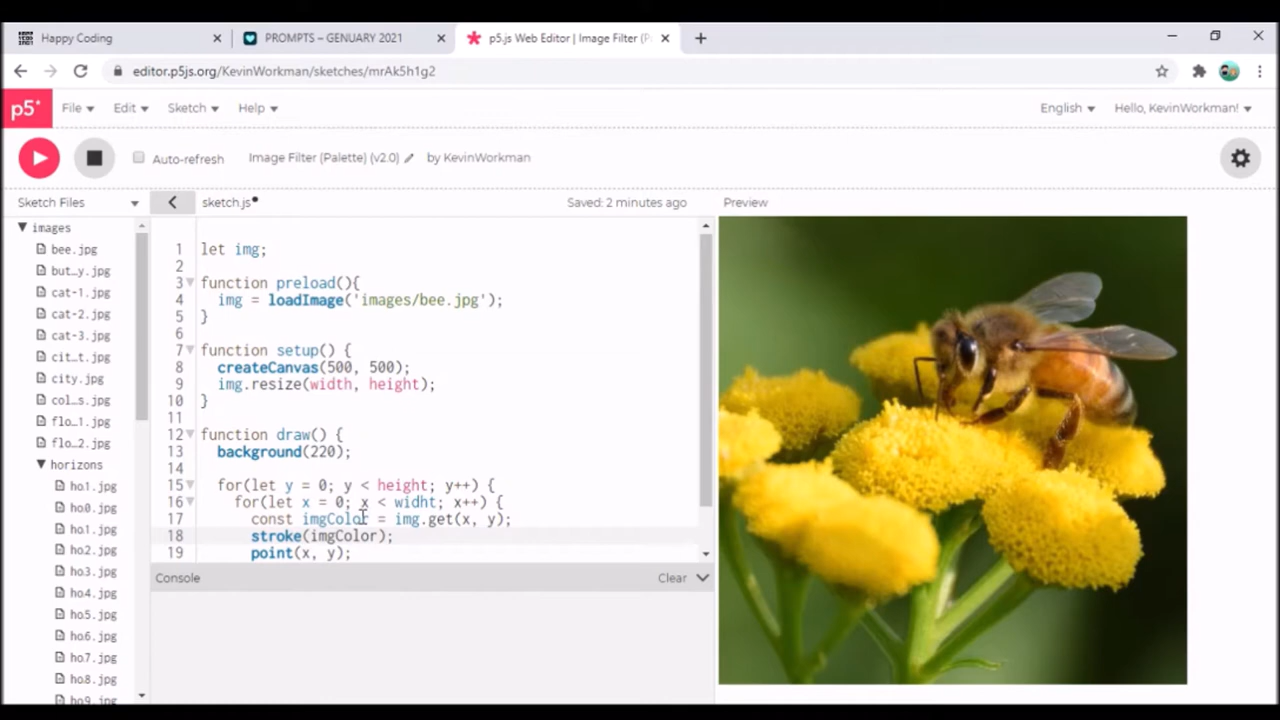 Happy Coding
PROMPTS – GENUARY 2021
p5.js Web Editor | Image Filter (P
editor.p5js.org/KevinWorkman/sketches/mrAk5h1g2
p5*
File
Edit
Sketch
Help
English
Hello, KevinWorkman!
Auto-refresh
Image Filter (Palette) (v2.0)
by KevinWorkman
Sketch Files
sketch.js
Saved: 2 minutes ago
Preview
images
bee.jpg
but…y.jpg
cat-1.jpg
cat-2.jpg
cat-3.jpg
cit…t.jpg
city.jpg
col…s.jpg
flo…1.jpg
flo…2.jpg
horizons
ho1.jpg
ho0.jpg
ho1.jpg
ho2.jpg
ho3.jpg
ho4.jpg
ho5.jpg
ho6.jpg
ho7.jpg
ho8.jpg
ho9.jpg
1 let img;
2
3 function preload(){
4 img = loadImage('images/bee.jpg');
5 }
6
7 function setup() {
8 createCanvas(500, 500);
9 img.resize(width, height);
10 }
11
12 function draw() {
13 background(220);
14
15 for(let y = 0; y < height; y++) {
16 for(let x = 0; x < widht; x++) {
17 const imgColor = img.get(x, y);
18 stroke(imgColor);
19 point(x, y);
Console
Clear